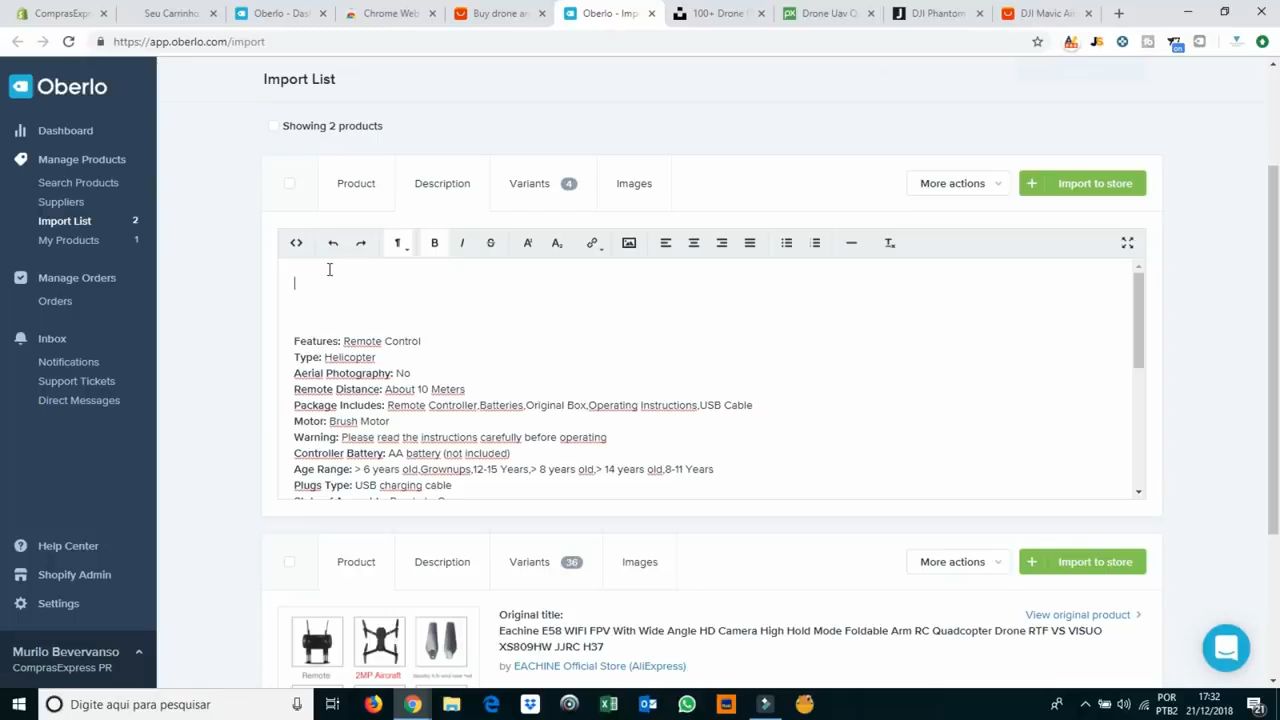 ComprasExpres
Seu Carrinho
Oberlo - Das
Chrome Web
Buy drone ar
Oberlo - Imp
100+ Drone
Drone Uav Q
DJI Phantom
DJI Mavic Ar
https://app.oberlo.com/import
JS
fb
on
Oberlo
Dashboard
Manage Products
Search Products
Suppliers
Import List 2
My Products 1
Manage Orders
Orders
Inbox
Notifications
Support Tickets
Direct Messages
Help Center
Shopify Admin
Settings
Murilo Bevervanso
ComprasExpress PR
Import List
Showing 2 products
Product Description Variants 4 Images More actions + Import to store
Features: Remote Control
Type: Helicopter
Aerial Photography: No
Remote Distance: About 10 Meters
Package Includes: Remote Controller,Batteries,Original Box,Operating Instructions,USB Cable
Motor: Brush Motor
Warning: Please read the instructions carefully before operating
Controller Battery: AA battery (not included)
Age Range: > 6 years old,Grownups,12-15 Years,> 8 years old,> 14 years old,8-11 Years
Plugs Type: USB charging cable
Product Description Variants 36 Images More actions + Import to store
Original title:
View original product
Eachine E58 WIFI FPV With Wide Angle HD Camera High Hold Mode Foldable Arm RC Quadcopter Drone RTF VS VISUO
XS809HW JJRC H37
by EACHINE Official Store (AliExpress)
Remote
2MP Aircraft
Digite aqui para pesquisar
POR
PTB2
17:32
21/12/2018
21